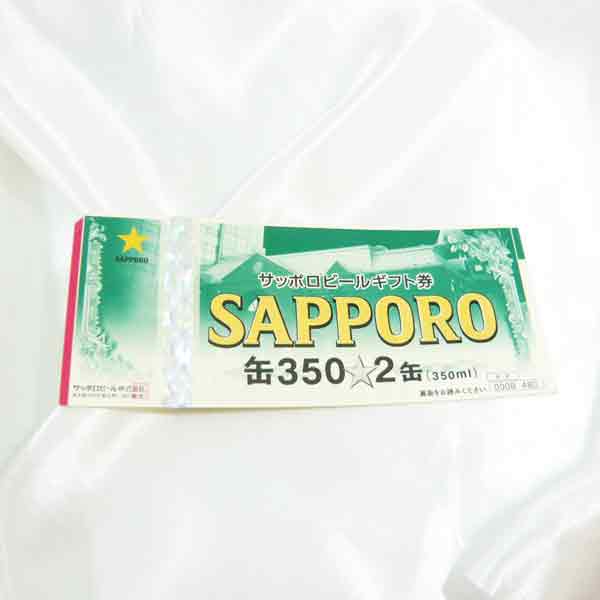 SAPPORO
サッポロビール株式会社
サッポロビールギフト券
SAPPORO
缶350☆2缶(350ml)
裏面をお読みください